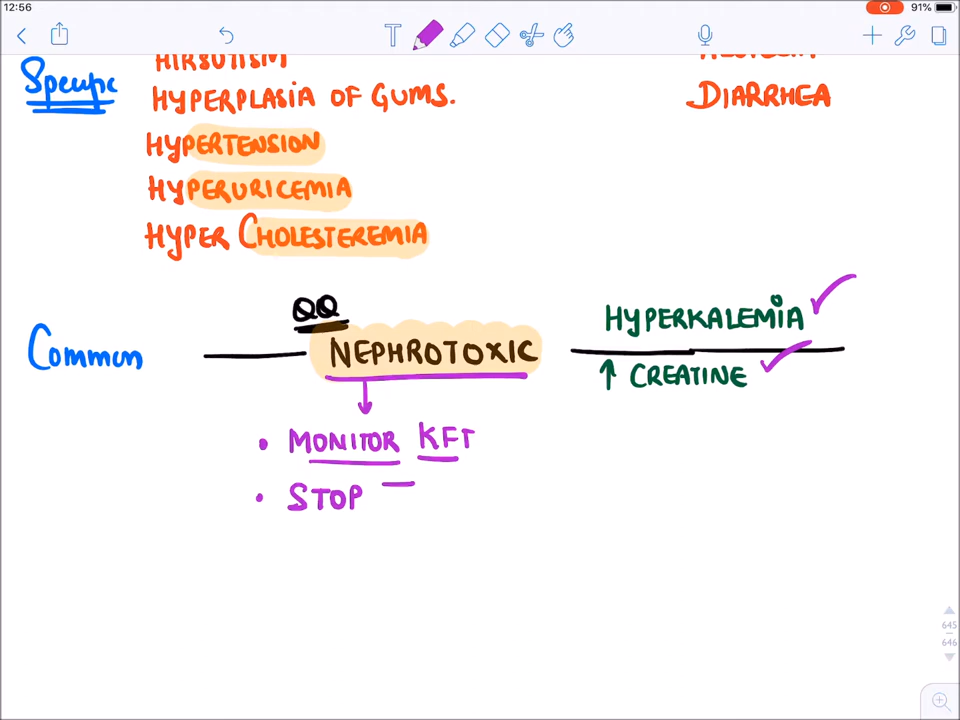 12:56
91%
T
HIRSUTISM
Specific
HYPERPLASIA OF GUMS.
DIARRHEA
HYPERTENSION
HYPERURICEMIA
HYPER CHOLESTEREMIA
QQ
HYPERKALEMIA
Common
NEPHROTOXIC
↑ CREATINE
• MONITOR KFT
• STOP
645
646